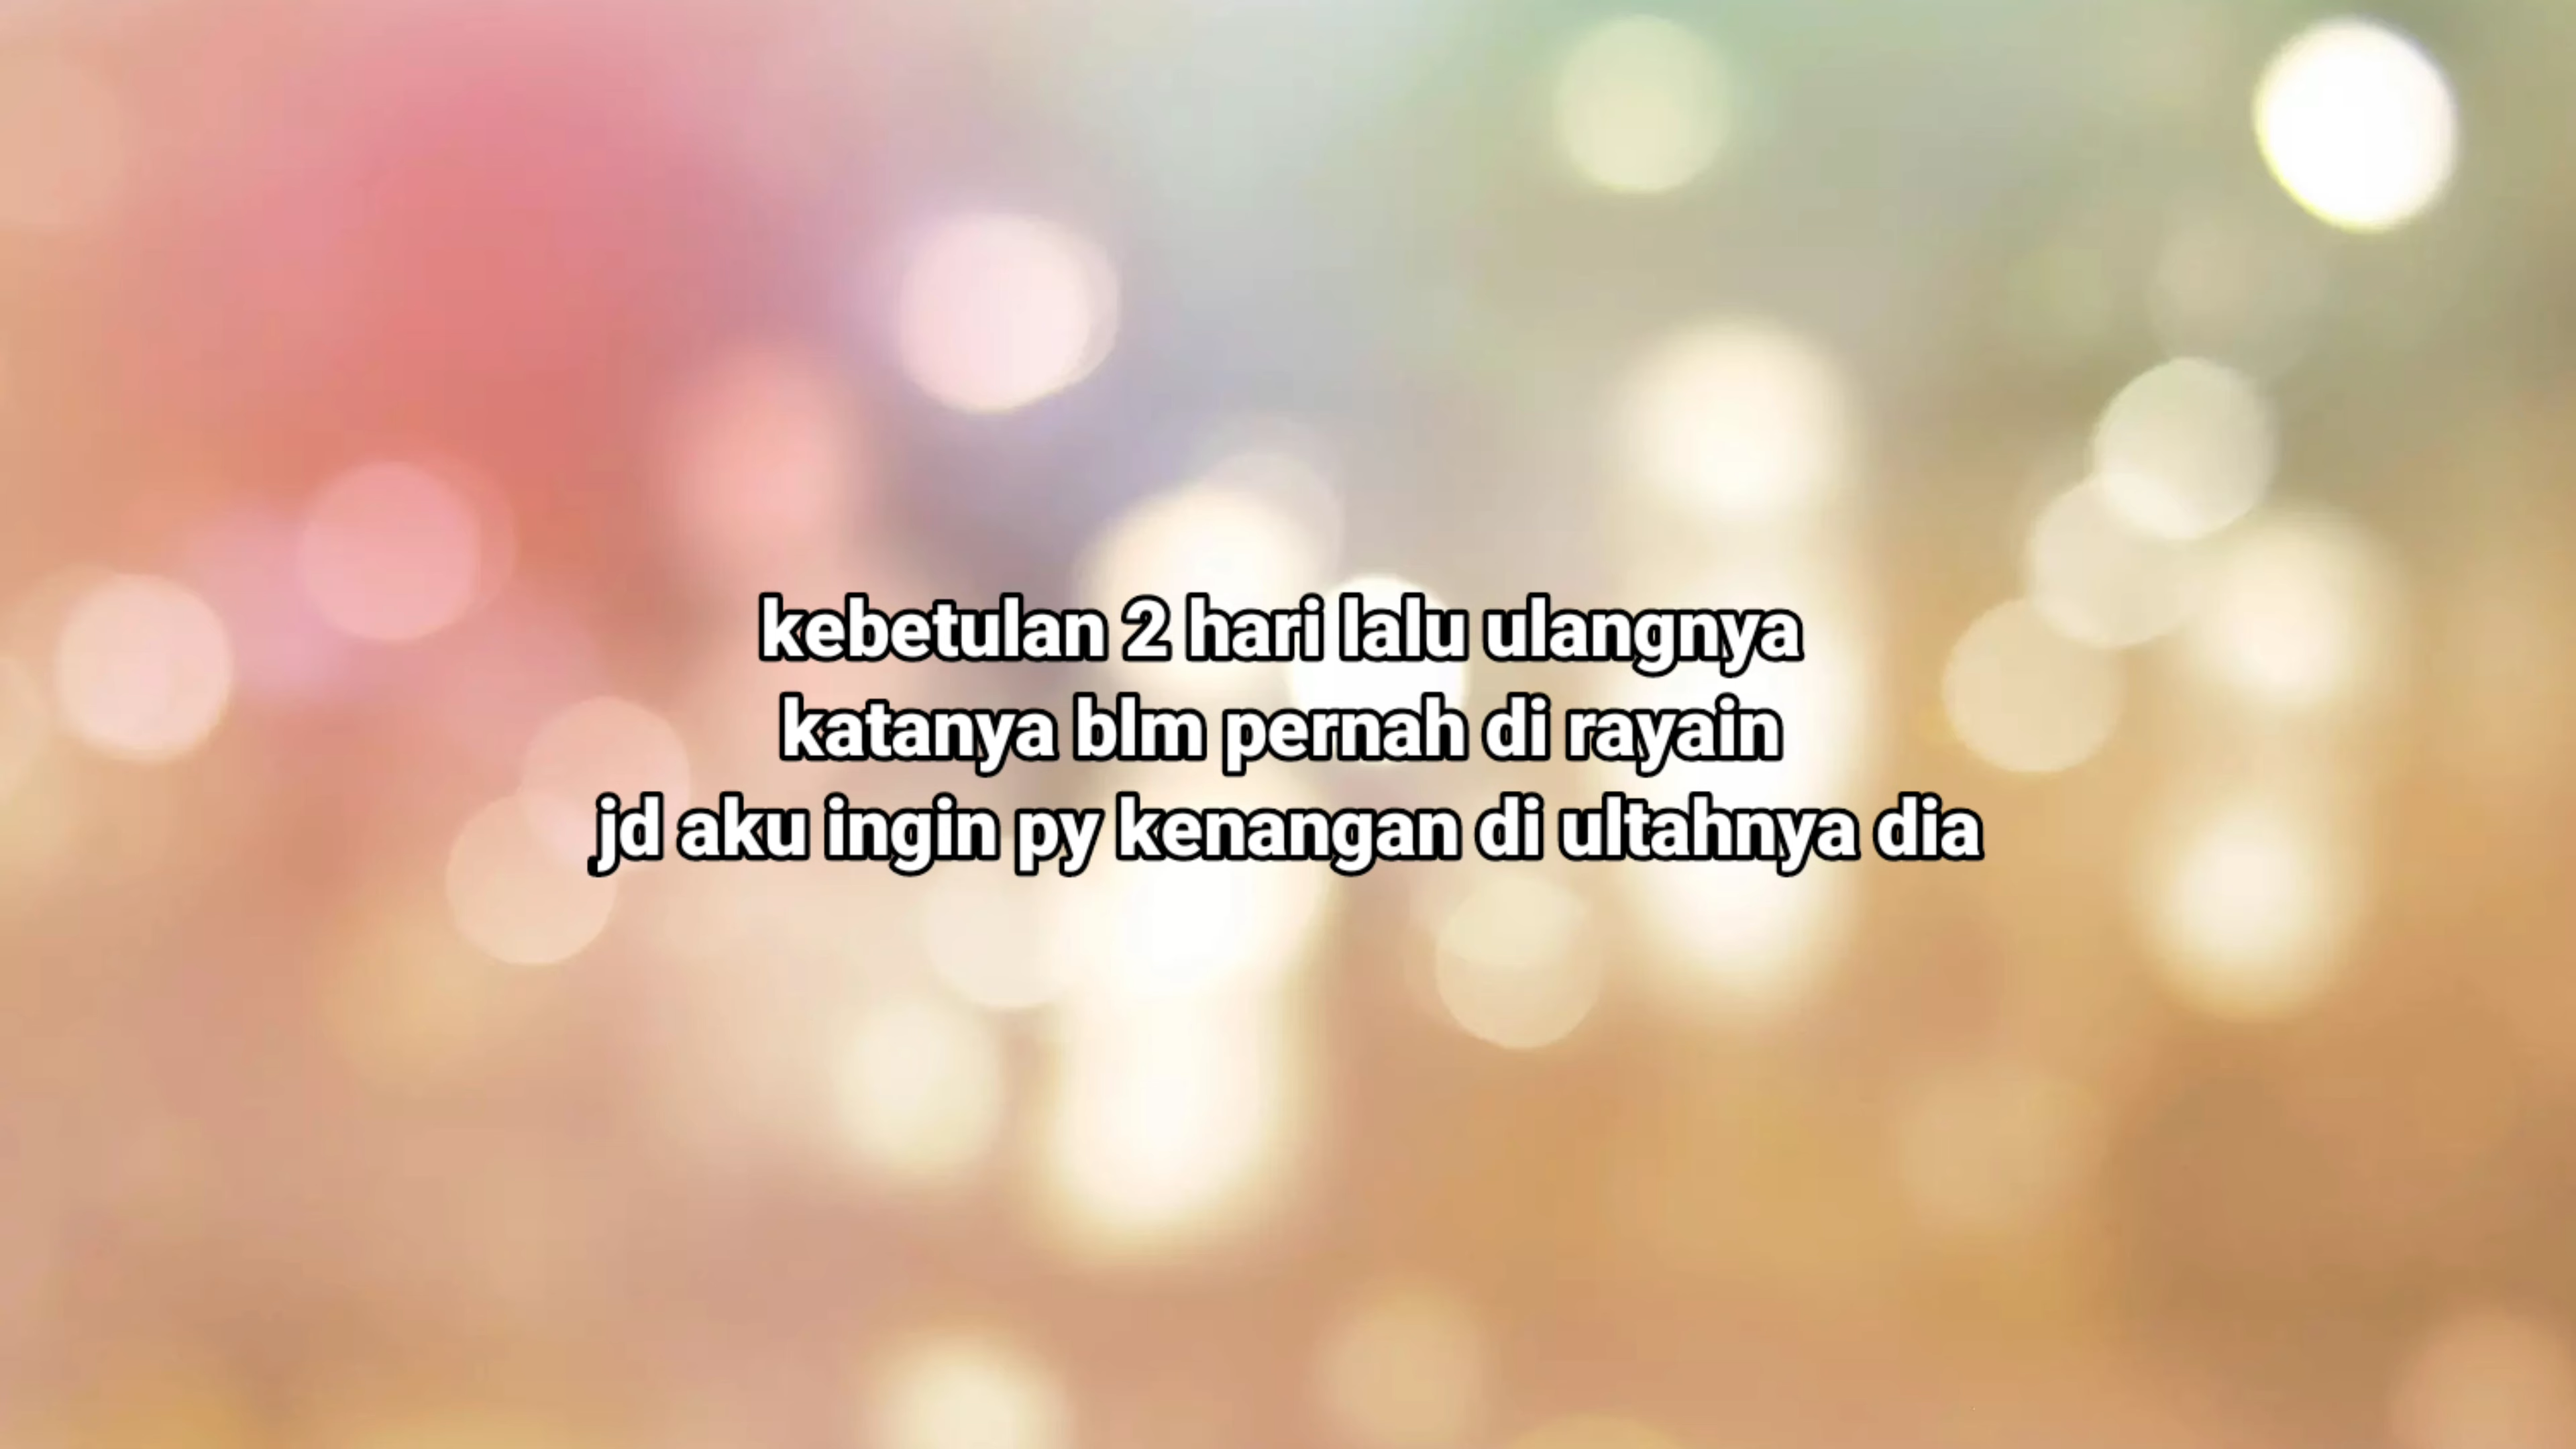 kebetulan 2 hari lalu ulangnya
katanya blm pernah di rayain
jd aku ingin py kenangan di ultahnya dia